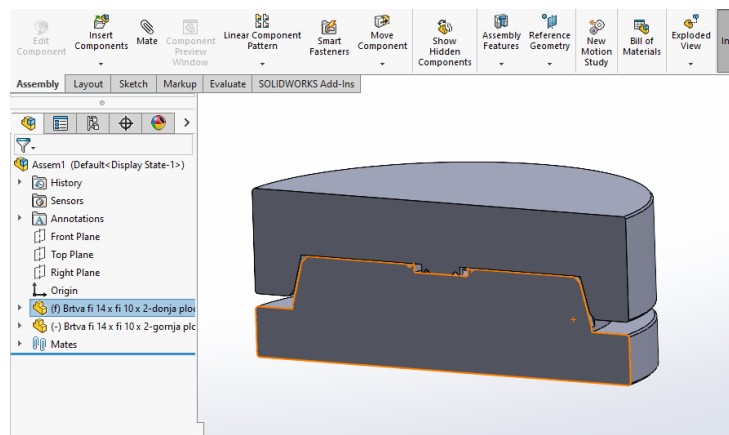 Edit Component
Insert Components
Mate
Component Preview Window
Linear Component Pattern
Smart Fasteners
Move Component
Show Hidden Components
Assembly Features
Reference Geometry
New Motion Study
Bill of Materials
Exploded View
In
Assembly Layout Sketch Markup Evaluate SOLIDWORKS Add-Ins
Assem1 (Default<Display State-1>)
History
Sensors
Annotations
Front Plane
Top Plane
Right Plane
Origin
(f) Brtva fi 14 x fi 10 x 2-donja ploc
(-) Brtva fi 14 x fi 10 x 2-gornja plc
Mates